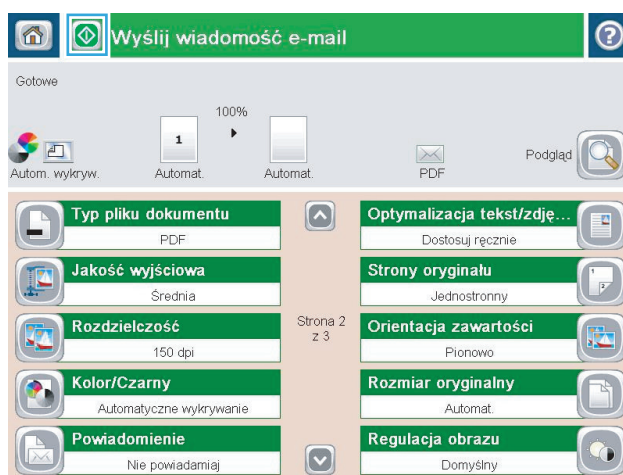 Wyślij wiadomość e-mail
?
Gotowe
100%
1
Autom. wykryw.
Automat.
Automat.
PDF
Podgląd
Typ pliku dokumentu
PDF
Jakość wyjściowa
Średnia
Rozdzielczość
150 dpi
Kolor/Czarny
Automatyczne wykrywanie
Powiadomienie
Nie powiadamiaj
Strona 2
z 3
Optymalizacja tekst/zdję...
Dostosuj ręcznie
Strony oryginału
Jednostronny
1
2
Orientacja zawartości
Pionowo
Rozmiar oryginalny
Automat.
Regulacja obrazu
Domyślny